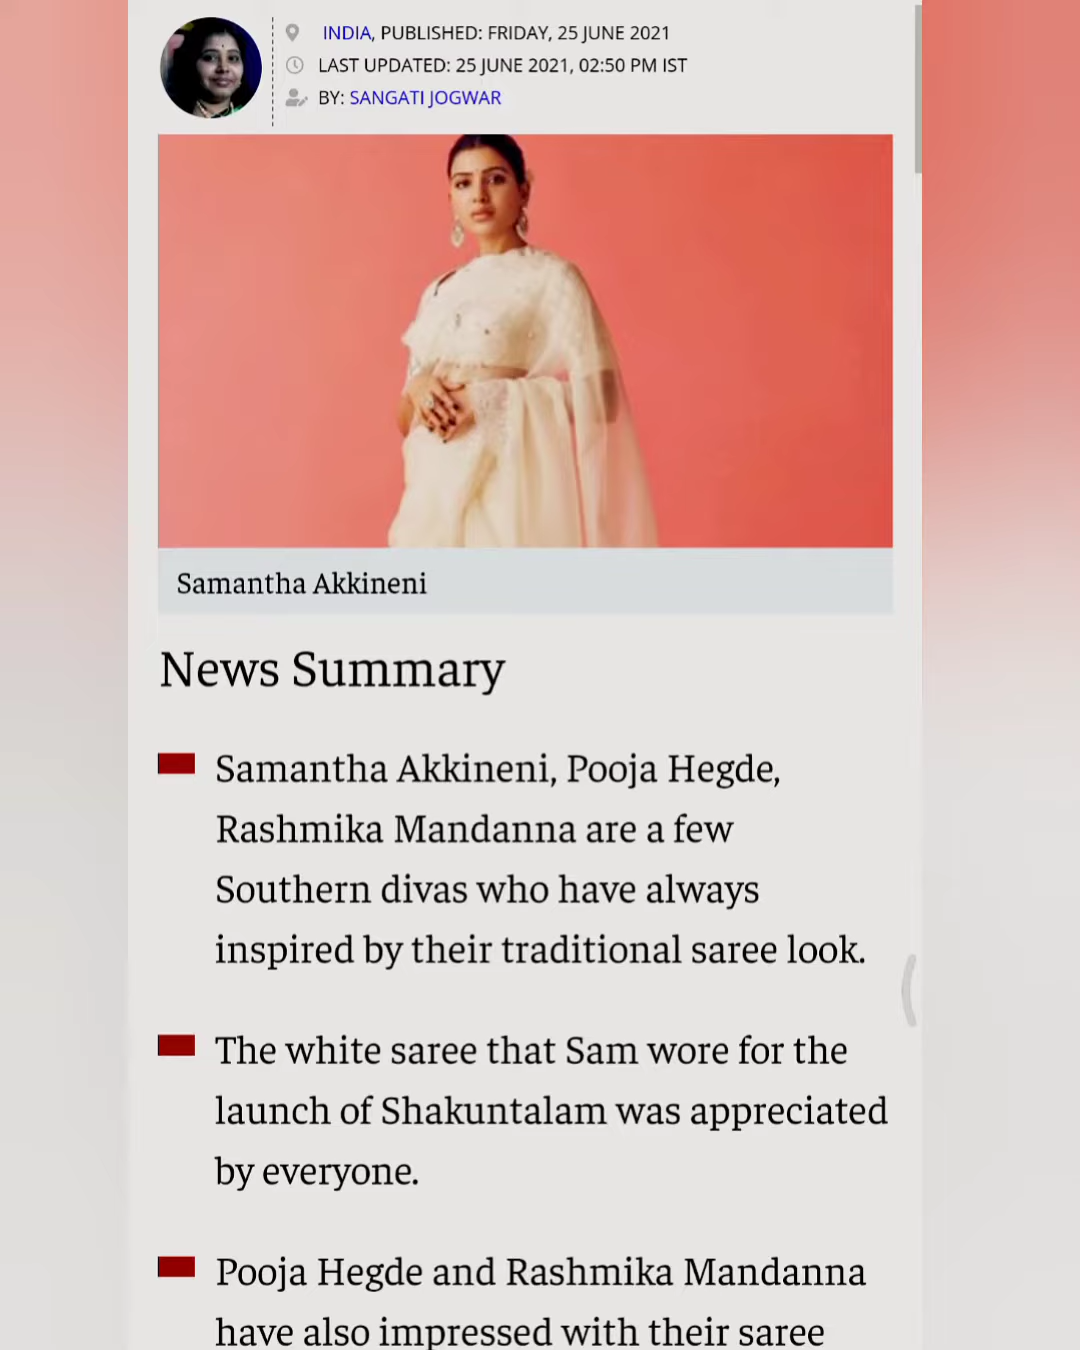 INDIA, PUBLISHED: FRIDAY, 25 JUNE 2021
LAST UPDATED: 25 JUNE 2021, 02:50 PM IST
BY: SANGATI JOGWAR
Samantha Akkineni
News Summary
Samantha Akkineni, Pooja Hegde,
Rashmika Mandanna are a few
Southern divas who have always
inspired by their traditional saree look.
The white saree that Sam wore for the
launch of Shakuntalam was appreciated
by everyone.
Pooja Hegde and Rashmika Mandanna
have also impressed with their saree